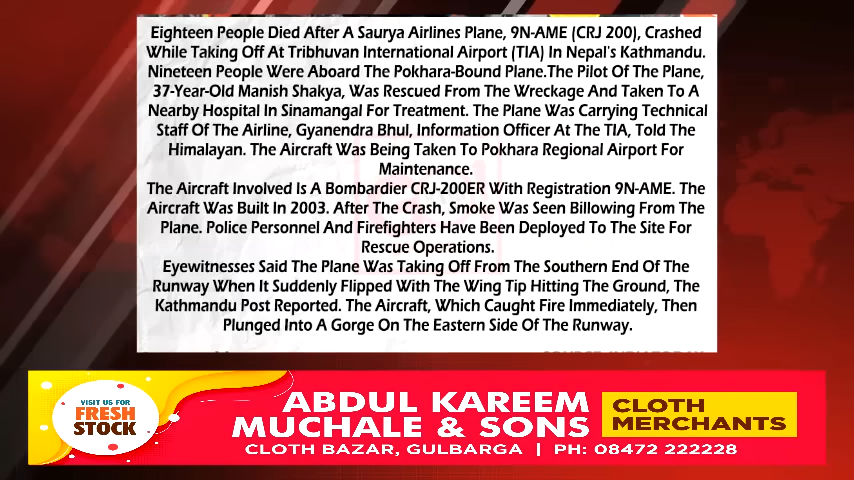 Eighteen People Died After A Saurya Airlines Plane, 9N-AME (CRJ 200), Crashed
While Taking Off At Tribhuvan International Airport (TIA) In Nepal's Kathmandu.
Nineteen People Were Aboard The Pokhara-Bound Plane.The Pilot Of The Plane,
37-Year-Old Manish Shakya, Was Rescued From The Wreckage And Taken To A
Nearby Hospital In Sinamangal For Treatment. The Plane Was Carrying Technical
Staff Of The Airline, Gyanendra Bhul, Information Officer At The TIA, Told The
Himalayan. The Aircraft Was Being Taken To Pokhara Regional Airport For
Maintenance.
The Aircraft Involved Is A Bombardier CRJ-200ER With Registration 9N-AME. The
Aircraft Was Built In 2003. After The Crash, Smoke Was Seen Billowing From The
Plane. Police Personnel And Firefighters Have Been Deployed To The Site For
Rescue Operations.
Eyewitnesses Said The Plane Was Taking Off From The Southern End Of The
Runway When It Suddenly Flipped With The Wing Tip Hitting The Ground, The
Kathmandu Post Reported. The Aircraft, Which Caught Fire Immediately, Then
Plunged Into A Gorge On The Eastern Side Of The Runway.
VISIT US FOR
FRESH
STOCK
ABDUL KAREEM
MUCHALE & SONS
CLOTH
MERCHANTS
CLOTH BAZAR, GULBARGA | PH: 08472 222228